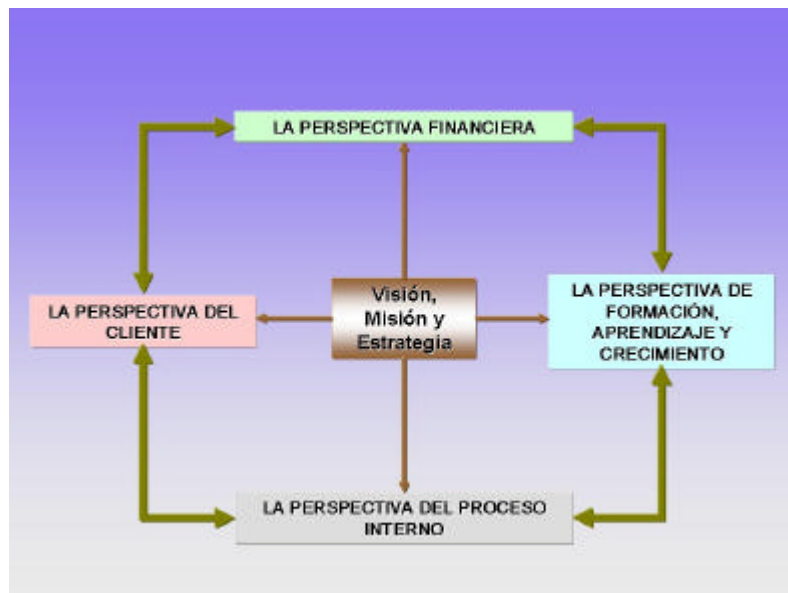 LA PERSPECTIVA FINANCIERA
LA PERSPECTIVA DEL
CLIENTE
Visión,
Misión y
Estrategia
LA PERSPECTIVA DE
FORMACIÓN,
APRENDIZAJE Y
CRECIMIENTO
LA PERSPECTIVA DEL PROCESO
INTERNO